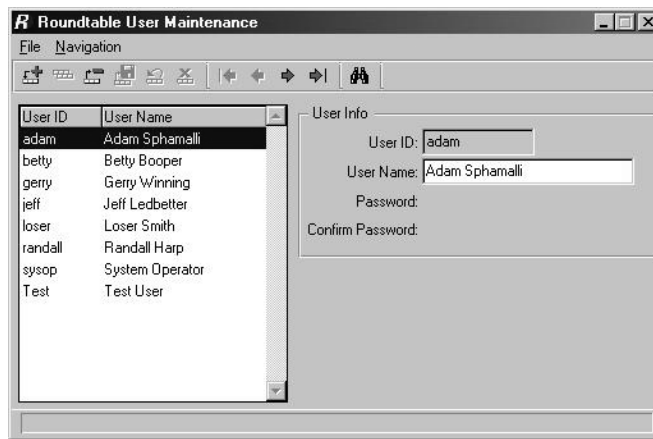 Roundtable User Maintenance
File Navigation
User ID User Name
adam Adam Sphamalli
betty Betty Booper
gerry Gerry Winning
jeff Jeff Ledbetter
loser Loser Smith
randall Randall Harp
sysop System Operator
Test Test User
User Info
User ID: adam
User Name: Adam Sphamalli
Password:
Confirm Password: